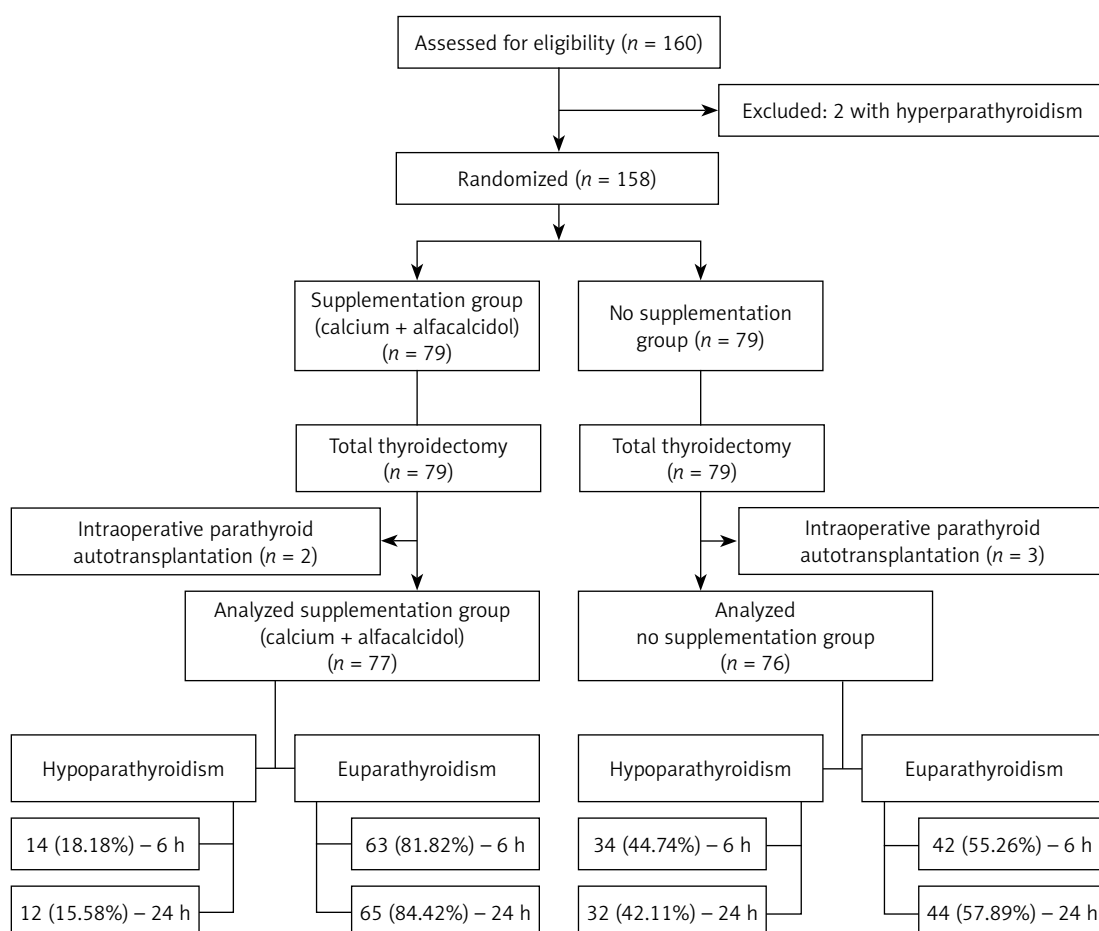 Assessed for eligibility (n = 160)
Excluded: 2 with hyperparathyroidism
Randomized (n = 158)
Supplementation group
(calcium + alfacalcidol)
(n = 79)
No supplementation
group (n = 79)
Total thyroidectomy
(n = 79)
Total thyroidectomy
(n = 79)
Intraoperative parathyroid
autotransplantation (n = 2)
Intraoperative parathyroid
autotransplantation (n = 3)
Analyzed supplementation group
(calcium + alfacalcidol)
(n = 77)
Analyzed
no supplementation group
(n = 76)
Hypoparathyroidism
Euparathyroidism
Hypoparathyroidism
Euparathyroidism
14 (18.18%) – 6 h
63 (81.82%) – 6 h
34 (44.74%) – 6 h
42 (55.26%) – 6 h
12 (15.58%) – 24 h
65 (84.42%) – 24 h
32 (42.11%) – 24 h
44 (57.89%) – 24 h